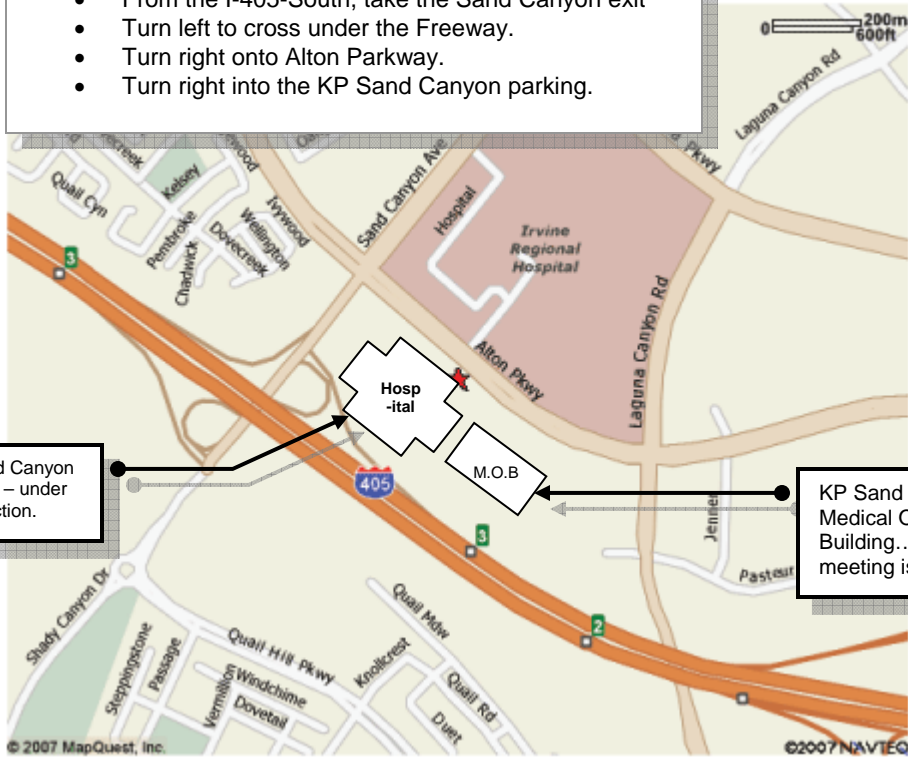 • From the I-405-South, take the Sand Canyon exit
• Turn left to cross under the Freeway.
• Turn right onto Alton Parkway.
• Turn right into the KP Sand Canyon parking.
0 200m
600ft
Laguna Canyon Rd
Pkwy
Sand Canyon Ave
Kelsey
Quail Cyn
Ivywood
Wellington
Dovecreek
Pembroke
Chadwick
Hospital
Irvine
Regional
Hospital
Laguna Canyon Rd
Alton Pkwy
3
Hosp
-ital
M.O.B
d Canyon
– under
ction.
405
KP Sand
Medical
Building..
meeting is
Jenner
Pasteur
3
2
Shady Canyon Dr
Steppingstone
Passage
Quail Hill Pkwy
Vermillion
Windchime
Dovetail
Knollcrest
Quail Mdw
Quail Rd
Duet
© 2007 MapQuest, Inc.
©2007 NAVTEQ